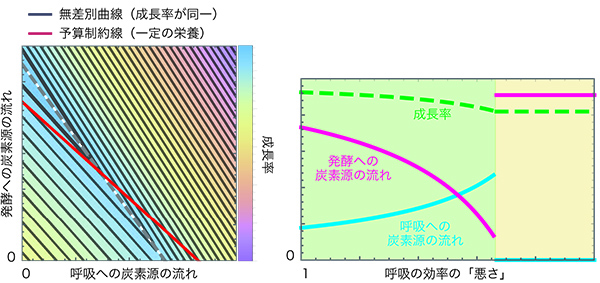 無差別曲線（成長率が同一）
予算制約線（一定の栄養）
発酵への炭素源の流れ
成長率
0
0
呼吸への炭素源の流れ
成長率
発酵への
炭素源の流れ
呼吸への
炭素源の流れ
0
1
呼吸の効率の「悪さ」